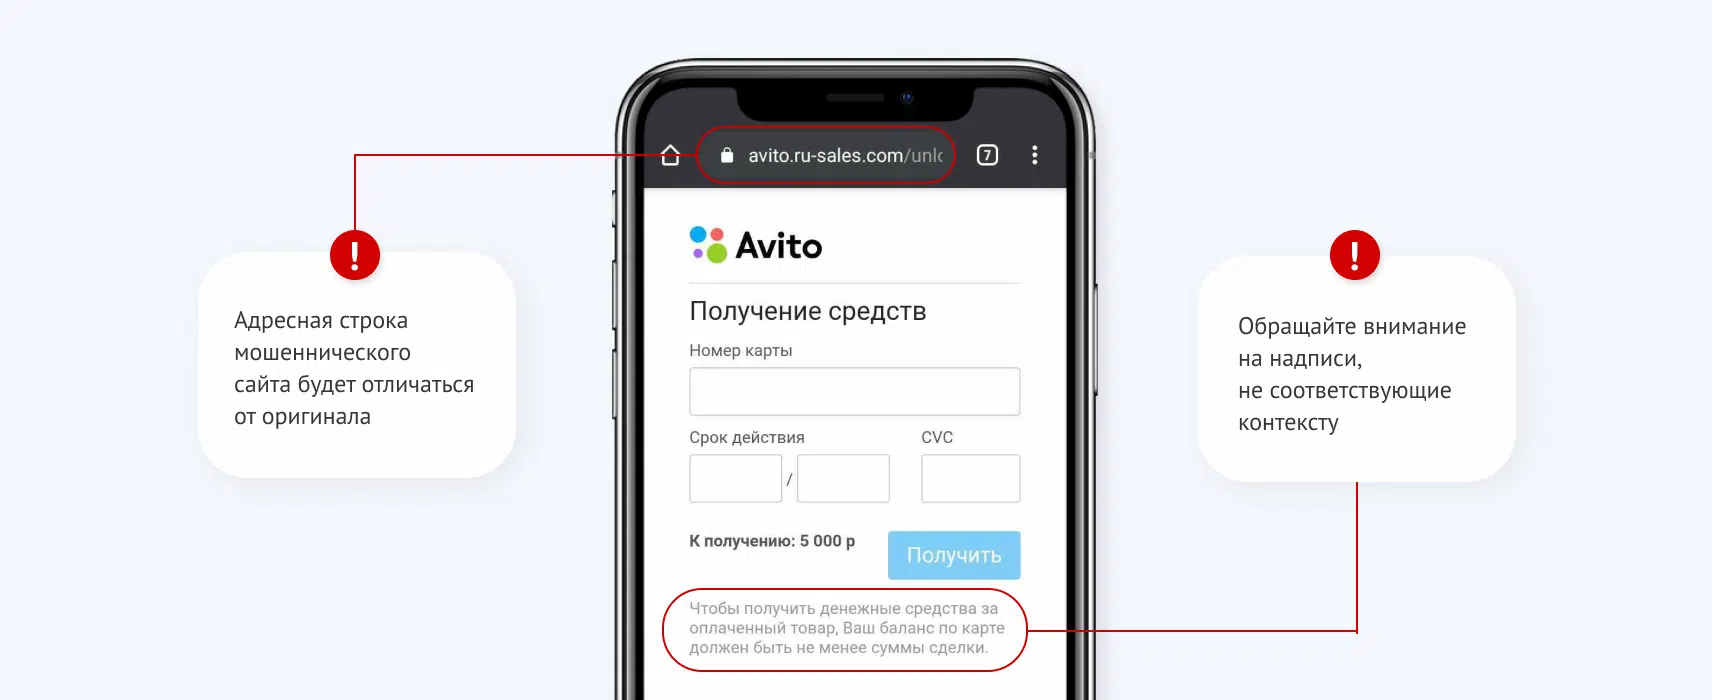 avito.ru-sales.com/unlo
7
Avito
Получение средств
Номер карты
Срок действия
CVC
/
К получению: 5 000 р
Получить
Чтобы получить денежные средства за
оплаченный товар, Ваш баланс по карте
должен быть не менее суммы сделки.
!
Адресная строка
мошеннического
сайта будет отличаться
от оригинала
!
Обращайте внимание
на надписи,
не соответствующие
контексту